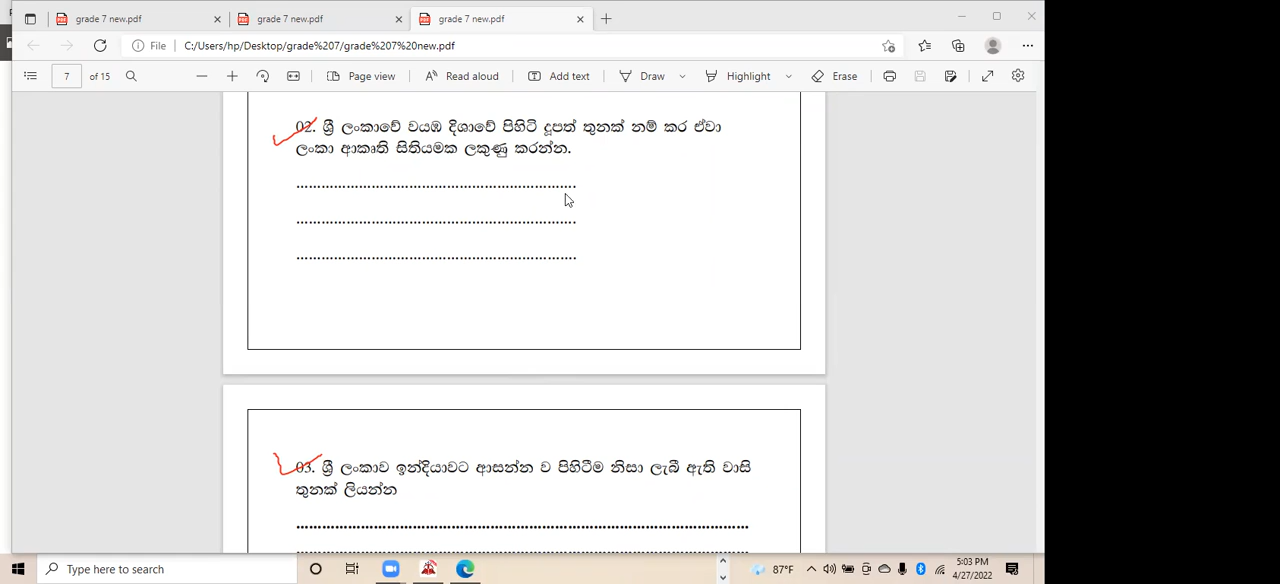 grade 7 new.pdf
grade 7 new.pdf
grade 7 new.pdf
File
C:/Users/hp/Desktop/grade%207/grade%207%20new.pdf
7 of 15
Page view
Read aloud
Add text
Draw
Highlight
Erase
02. ශ්‍රී ලංකාවේ වයඹ දිශාවේ පිහිටි දූපත් තුනක් නම් කර ඒවා
ලංකා ආකෘති සිතියමක ලකුණු කරන්න.
...............................................................
...............................................................
...............................................................
03. ශ්‍රී ලංකාව ඉන්දියාවට ආසන්න ව පිහිටීම නිසා ලැබී ඇති වාසි
තුනක් ලියන්න
...............................................................
...............................................................
Type here to search
87°F
5:03 PM
4/27/2022